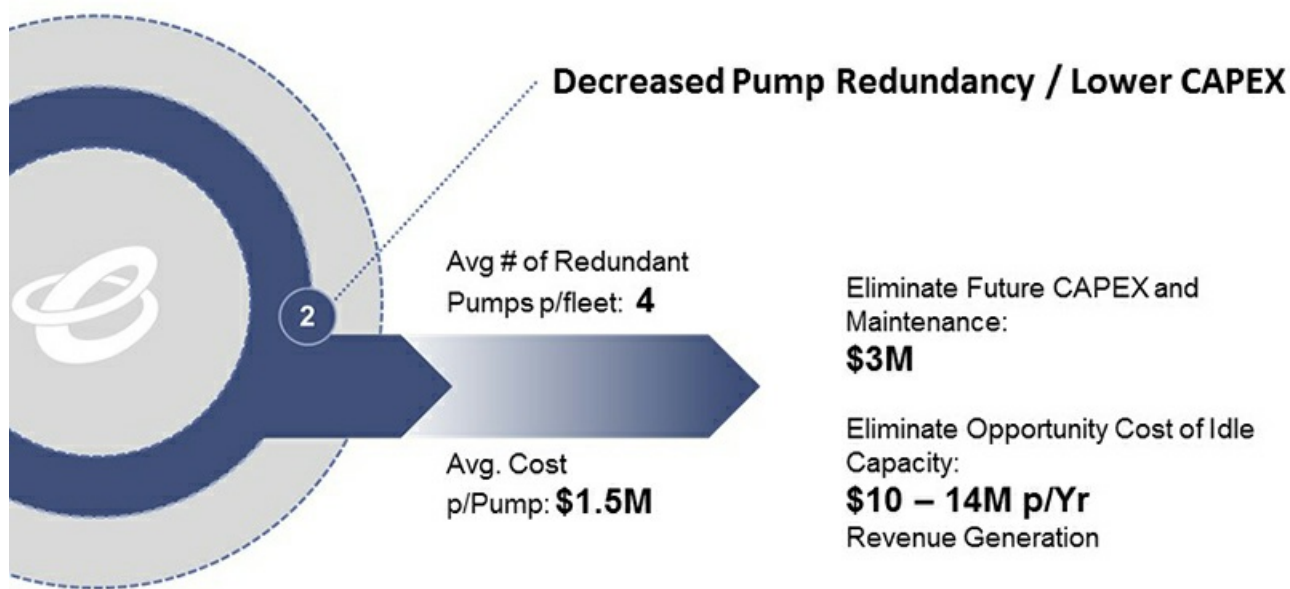 Decreased Pump Redundancy / Lower CAPEX
Avg # of Redundant
Pumps p/fleet: 4
2
Avg. Cost
p/Pump: $1.5M
Eliminate Future CAPEX and
Maintenance:
$3M
Eliminate Opportunity Cost of Idle
Capacity:
$10 – 14M p/Yr
Revenue Generation